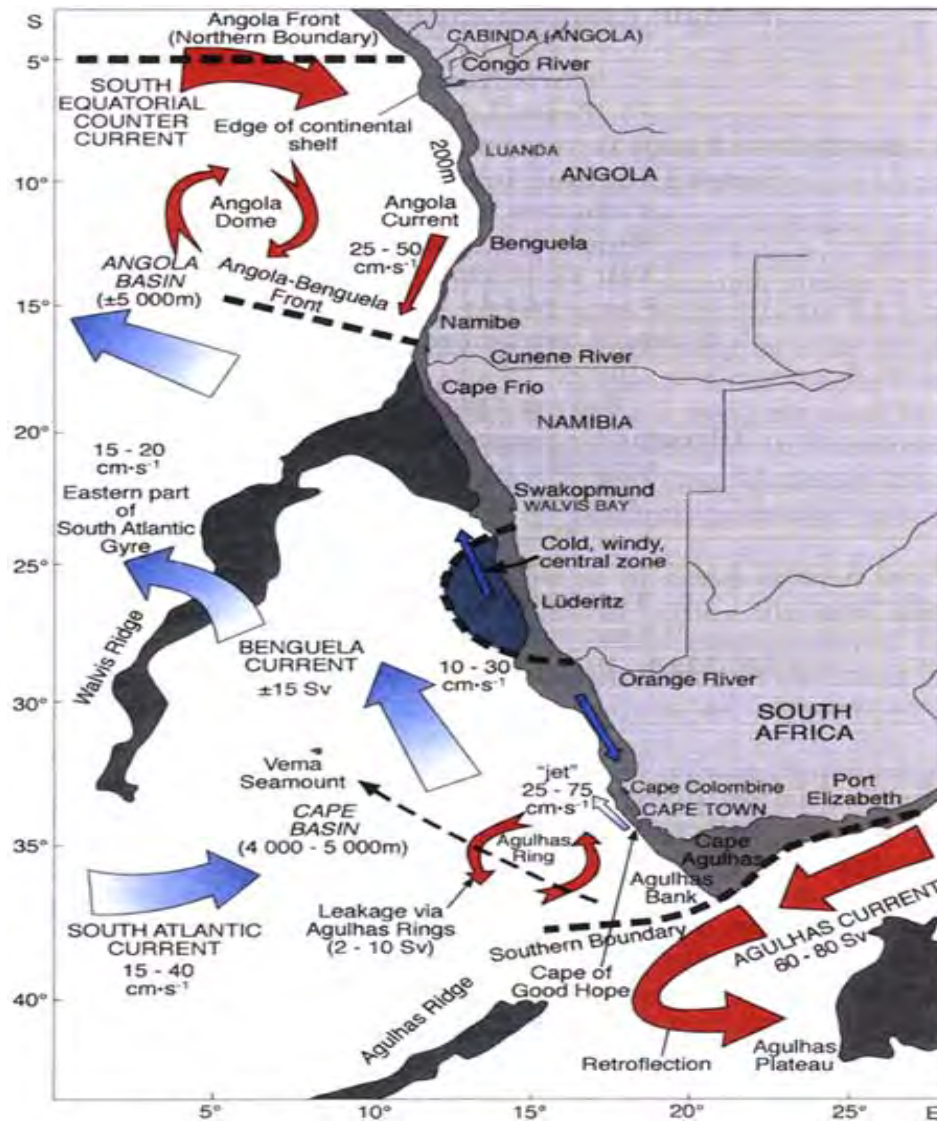 S
Angola Front
(Northern Boundary)
CABINDA (ANGOLA)
Congo River
5°
SOUTH
EQUATORIAL
COUNTER
CURRENT
Edge of continental
shelf
200m
LUANDA
ANGOLA
10°
Angola
Dome
Angola
Current
25 - 50
cm·s⁻¹
Benguela
ANGOLA
BASIN
(±5 000m)
Angola-Benguela
Front
15°
Namibe
Cunene River
Cape Frio
NAMIBIA
20°
15 - 20
cm·s⁻¹
Eastern part
of
South Atlantic
Gyre
Swakopmund
WALVIS BAY
Cold, windy,
central zone
25°
Lüderitz
Walvis Ridge
BENGUELA
CURRENT
±15 Sv
10 - 30
cm·s⁻¹
Orange River
30°
SOUTH
AFRICA
Vema
Seamount
"jet"
25 - 75
cm·s⁻¹
Cape Colombine
CAPE TOWN
Port
Elizabeth
CAPE
BASIN
(4 000 - 5 000m)
35°
Agulhas
Ring
Cape
Agulhas
Agulhas
Bank
Leakage via
Agulhas Rings
(2 - 10 Sv)
SOUTH ATLANTIC
CURRENT
15 - 40
cm·s⁻¹
Southern Boundary
AGULHAS CURRENT
60 - 80 Sv
Cape of
Good Hope
40°
Agulhas Ridge
Retroflection
Agulhas
Plateau
5°
10°
15°
20°
25°
E